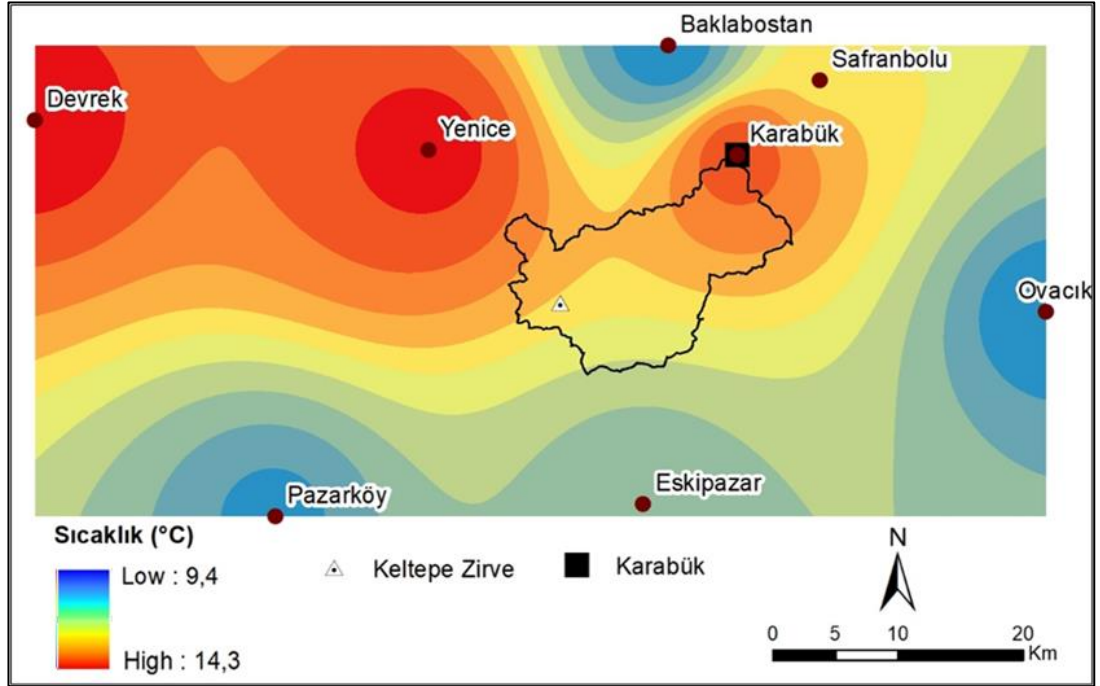 Baklabostan
Safranbolu
Devrek
Yenice
Karabük
Ovacık
Pazarköy
Eskipazar
Sıcaklık (°C)
Low : 9,4
High : 14,3
Keltepe Zirve
Karabük
N
0 5 10 20
Km